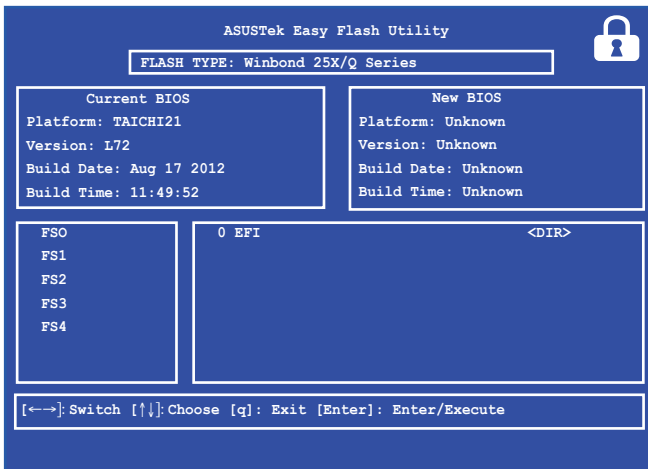 ASUSTek Easy Flash Utility
FLASH TYPE: Winbond 25X/Q Series
Current BIOS
Platform: TAICHI21
Version: L72
Build Date: Aug 17 2012
Build Time: 11:49:52
New BIOS
Platform: Unknown
Version: Unknown
Build Date: Unknown
Build Time: Unknown
FSO
FS1
FS2
FS3
FS4
0 EFI <DIR>
[←→]: Switch [↑↓]: Choose [q]: Exit [Enter]: Enter/Execute